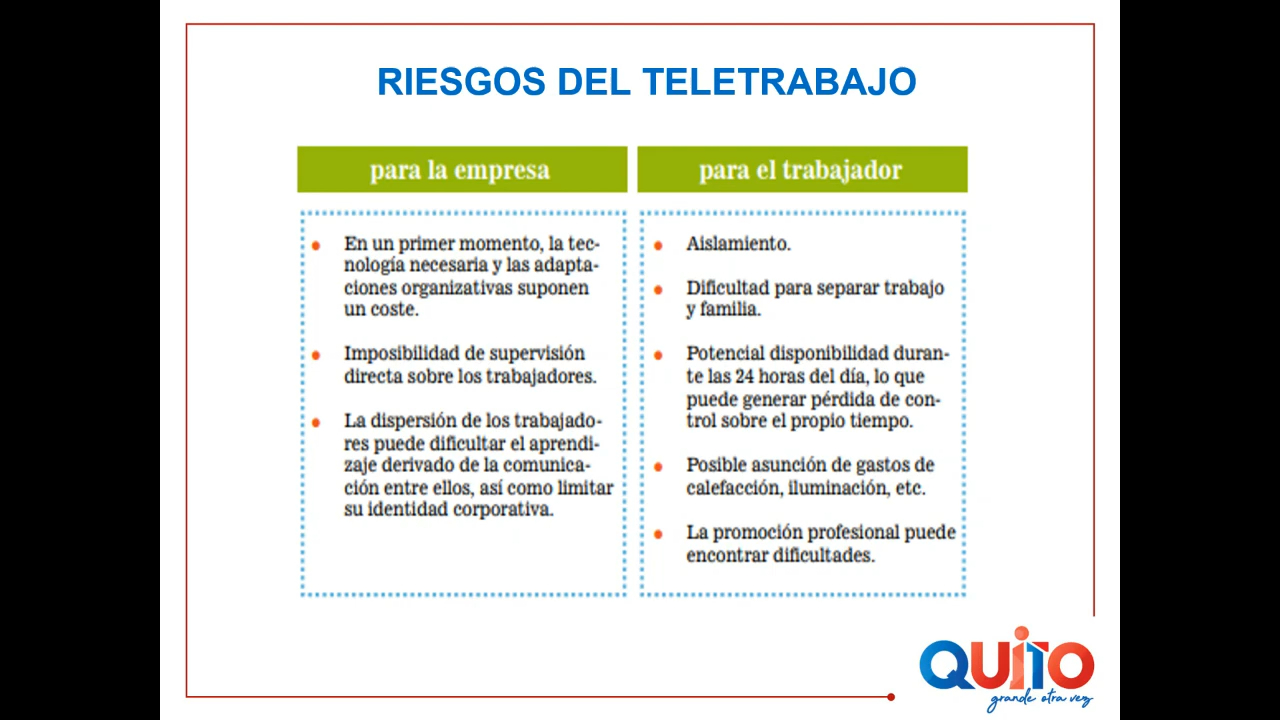 RIESGOS DEL TELETRABAJO
para la empresa
En un primer momento, la tec-
nología necesaria y las adapta-
ciones organizativas suponen
un coste.
Imposibilidad de supervisión
directa sobre los trabajadores.
La dispersión de los trabajado-
res puede dificultar el aprendi-
zaje derivado de la comunica-
ción entre ellos, así como limitar
su identidad corporativa.
para el trabajador
Aislamiento.
Dificultad para separar trabajo
y familia.
Potencial disponibilidad duran-
te las 24 horas del día, lo que
puede generar pérdida de con-
trol sobre el propio tiempo.
Posible asunción de gastos de
calefacción, iluminación, etc.
La promoción profesional puede
encontrar dificultades.
QUiTO
grande otra vez